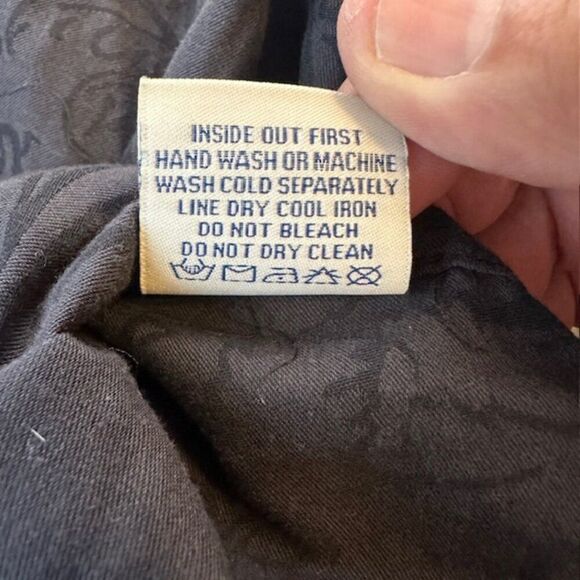 INSIDE OUT FIRST
HAND WASH OR MACHINE
WASH COLD SEPARATELY
LINE DRY COOL IRON
DO NOT BLEACH
DO NOT DRY CLEAN